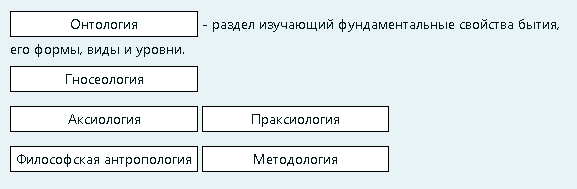 Онтология – раздел изучающий фундаментальные свойства бытия,
его формы, виды и уровни.
Гносеология
Аксиология Праксиология
Философская антропология Методология